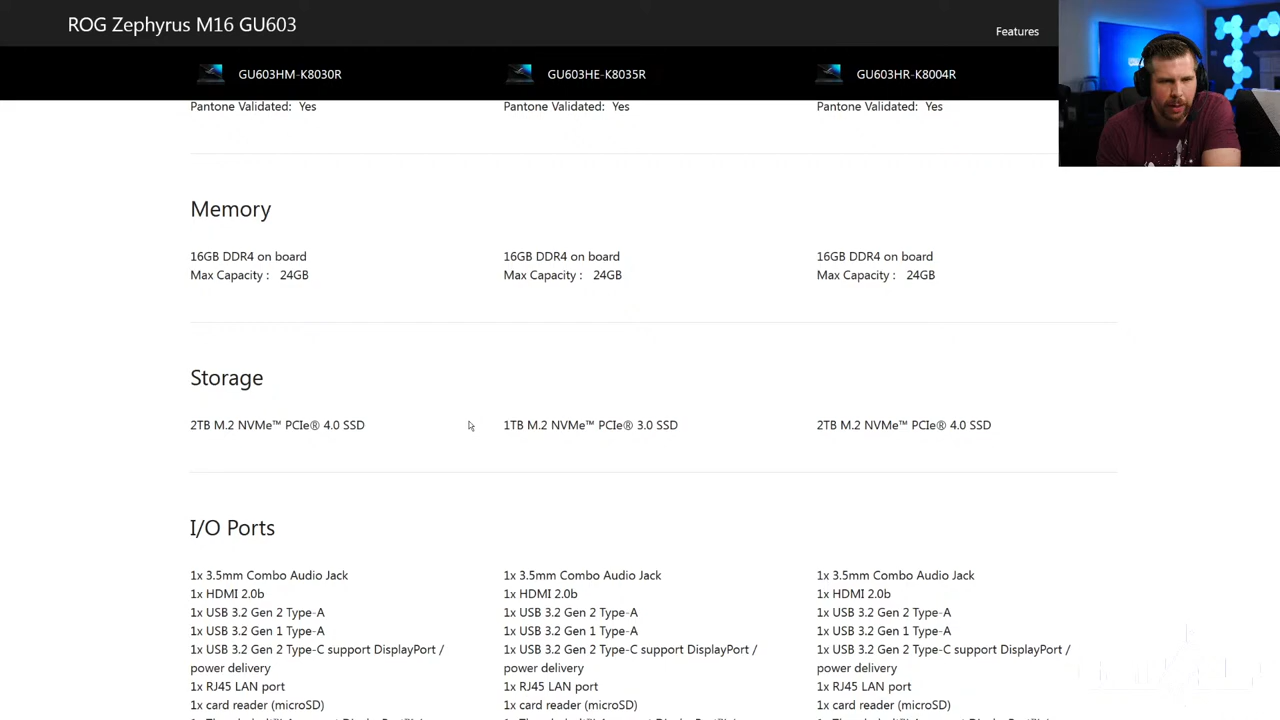 ROG Zephyrus M16 GU603
Features
GU603HM-K8030R GU603HE-K8035R GU603HR-K8004R
Pantone Validated: Yes Pantone Validated: Yes Pantone Validated: Yes
Memory
16GB DDR4 on board 16GB DDR4 on board 16GB DDR4 on board
Max Capacity : 24GB Max Capacity : 24GB Max Capacity : 24GB
Storage
2TB M.2 NVMe™ PCIe® 4.0 SSD 1TB M.2 NVMe™ PCIe® 3.0 SSD 2TB M.2 NVMe™ PCIe® 4.0 SSD
I/O Ports
1x 3.5mm Combo Audio Jack 1x 3.5mm Combo Audio Jack 1x 3.5mm Combo Audio Jack
1x HDMI 2.0b 1x HDMI 2.0b 1x HDMI 2.0b
1x USB 3.2 Gen 2 Type-A 1x USB 3.2 Gen 2 Type-A 1x USB 3.2 Gen 2 Type-A
1x USB 3.2 Gen 1 Type-A 1x USB 3.2 Gen 1 Type-A 1x USB 3.2 Gen 1 Type-A
1x USB 3.2 Gen 2 Type-C support DisplayPort / 1x USB 3.2 Gen 2 Type-C support DisplayPort / 1x USB 3.2 Gen 2 Type-C support DisplayPort /
power delivery power delivery power delivery
1x RJ45 LAN port 1x RJ45 LAN port 1x RJ45 LAN port
1x card reader (microSD) 1x card reader (microSD) 1x card reader (microSD)